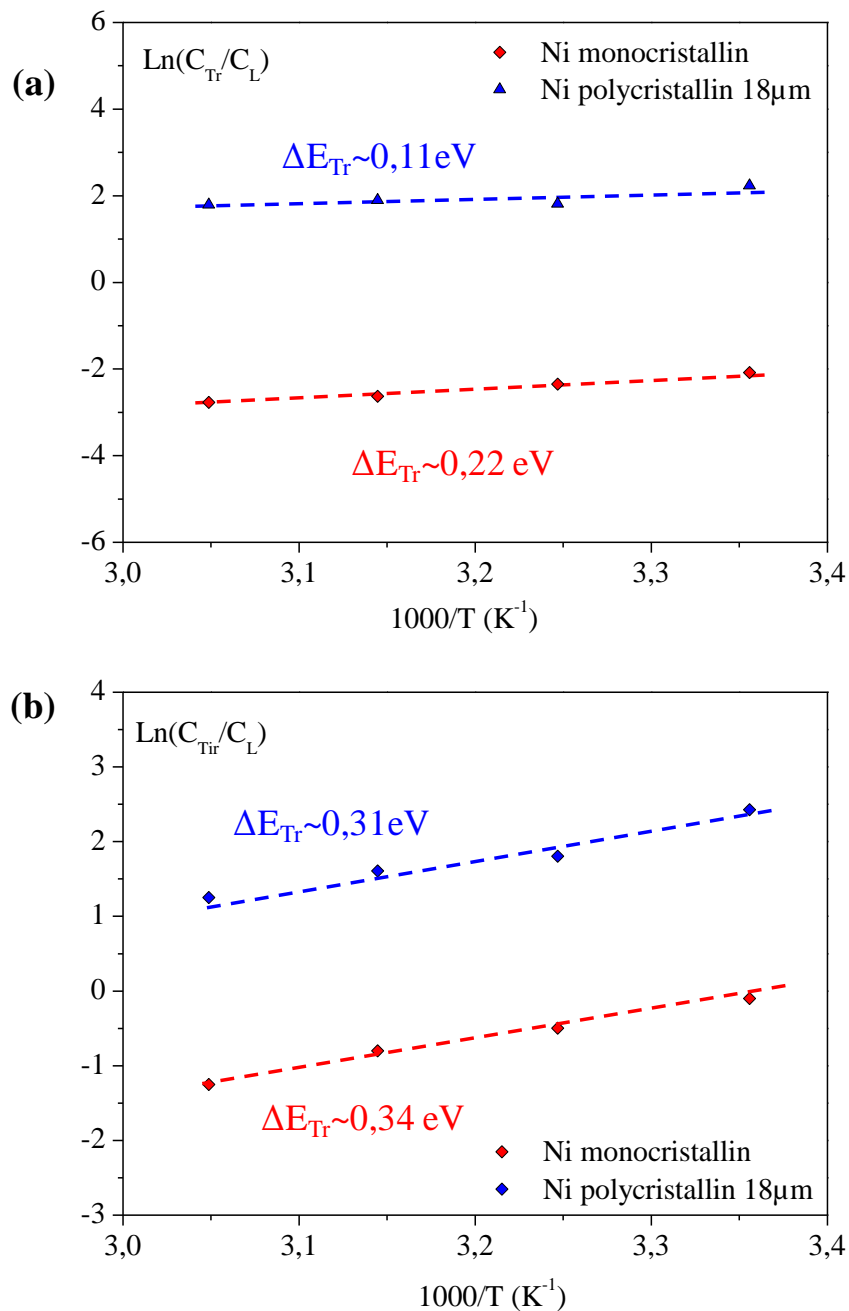 (a)
Ln(C_Tr/C_L)
Ni monocristallin
Ni polycristallin 18µm
ΔE_Tr~0,11eV
ΔE_Tr~0,22 eV
6
4
2
0
-2
-4
-6
3,0 3,1 3,2 3,3 3,4
1000/T (K⁻¹)
(b)
Ln(C_Tir/C_L)
ΔE_Tr~0,31eV
ΔE_Tr~0,34 eV
Ni monocristallin
Ni polycristallin 18µm
4
3
2
1
0
-1
-2
-3
3,0 3,1 3,2 3,3 3,4
1000/T (K⁻¹)